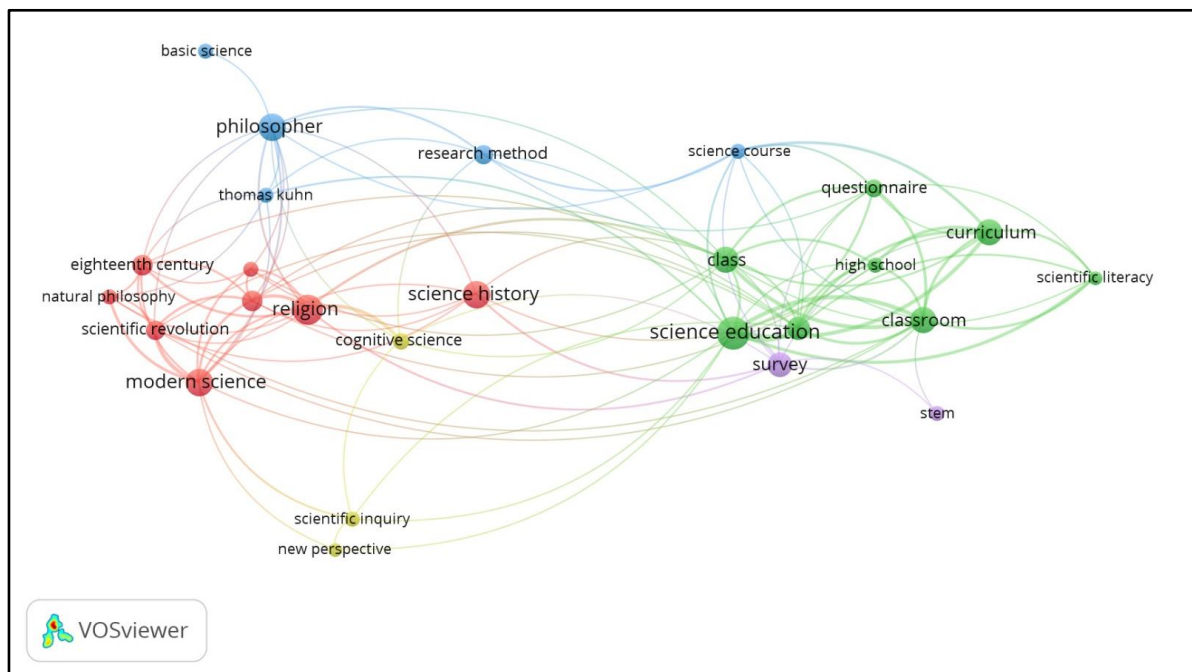 basic science
philosopher
research method
science course
thomas kuhn
questionnaire
curriculum
eighteenth century
class
high school
scientific literacy
natural philosophy
religion
science history
scientific revolution
cognitive science
science education
classroom
modern science
survey
stem
scientific inquiry
new perspective
VOSviewer